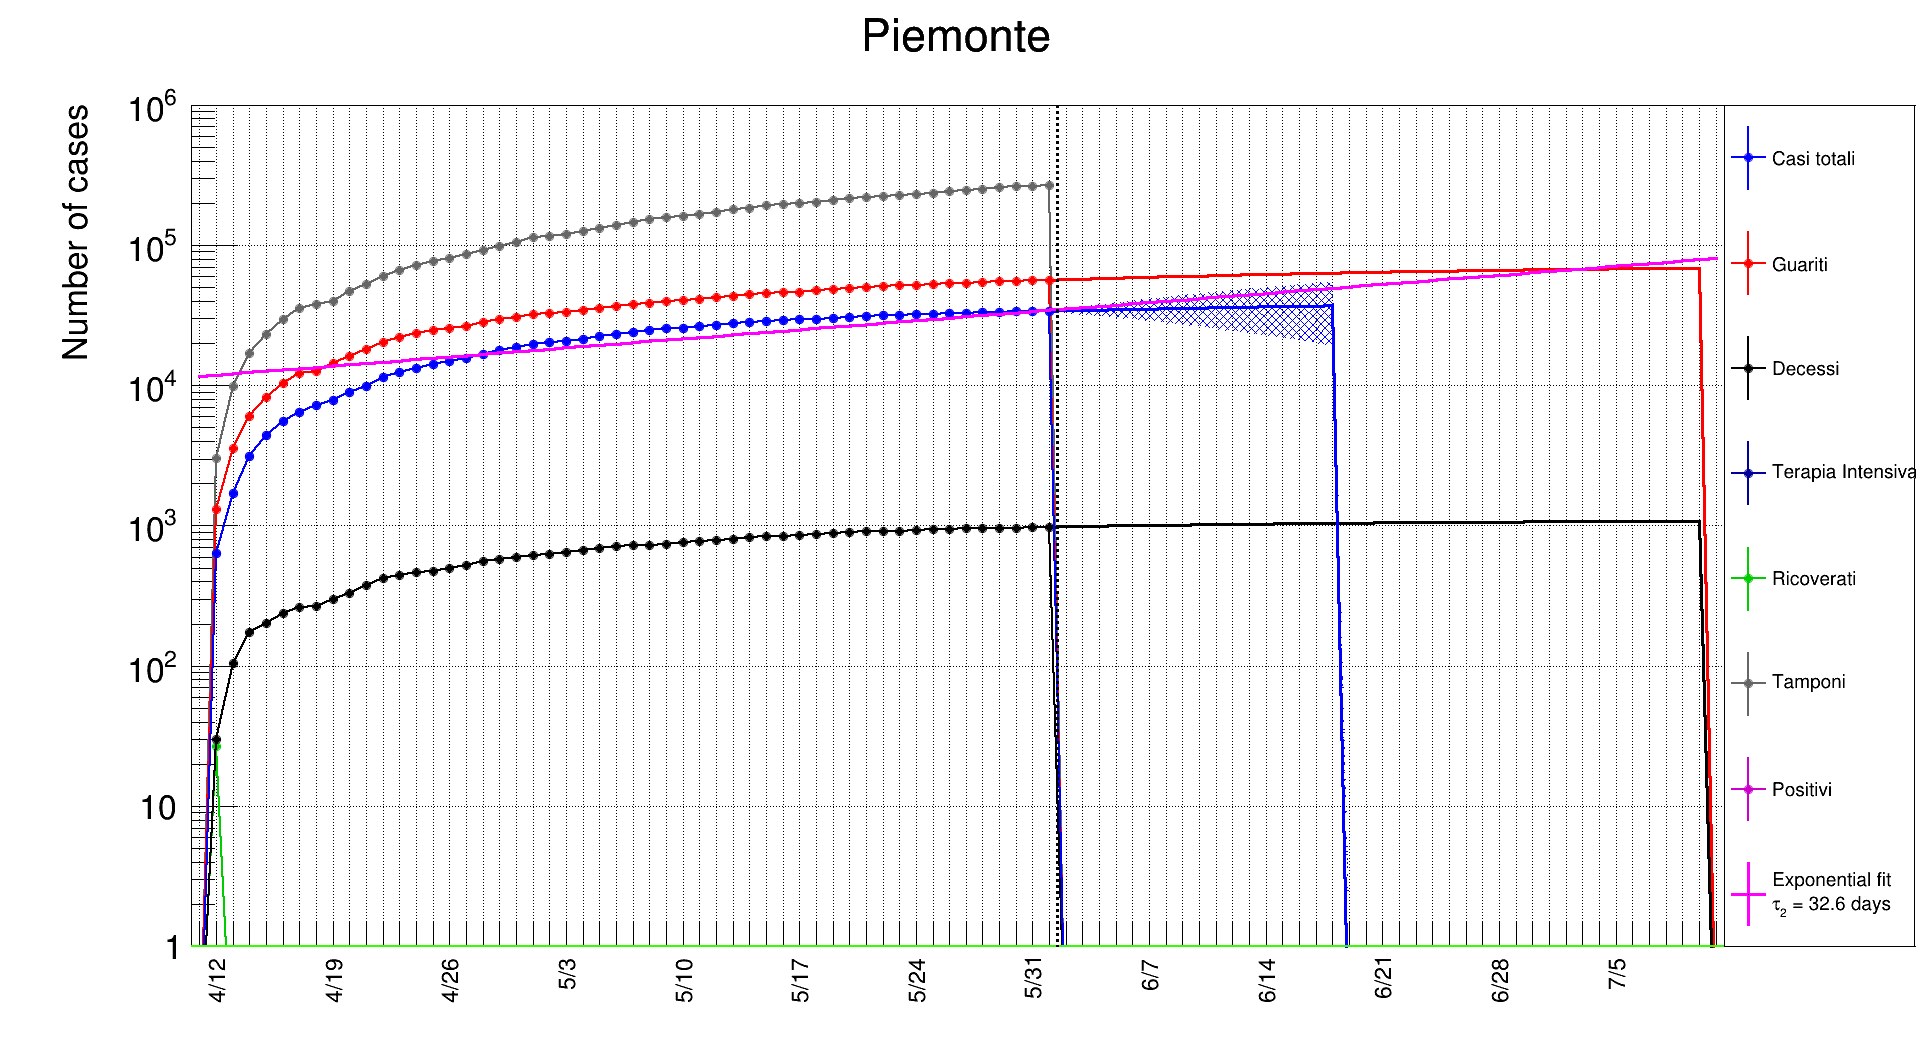 Piemonte
Number of cases
10^6
10^5
10^4
10^3
10^2
10
1
4/12
4/19
4/26
5/3
5/10
5/17
5/24
5/31
6/7
6/14
6/21
6/28
7/5
Casi totali
Guariti
Decessi
Terapia Intensiva
Ricoverati
Tamponi
Positivi
Exponential fit
τ₂ = 32.6 days